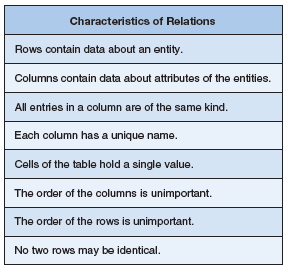 Characteristics of Relations
Rows contain data about an entity.
Columns contain data about attributes of the entities.
All entries in a column are of the same kind.
Each column has a unique name.
Cells of the table hold a single value.
The order of the columns is unimportant.
The order of the rows is unimportant.
No two rows may be identical.